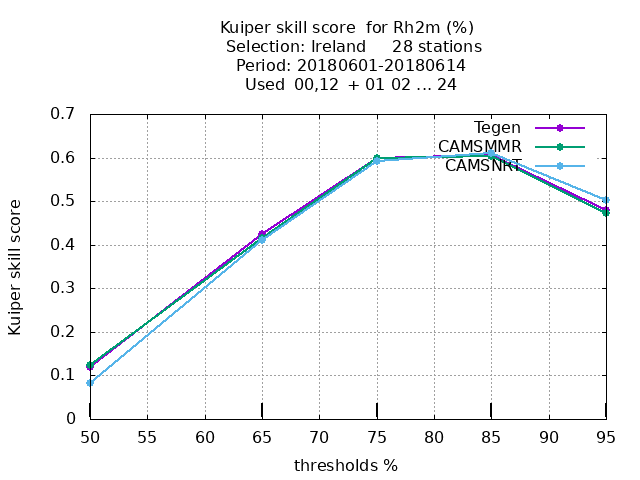 Kuiper skill score  for Rh2m (%)
Selection: Ireland     28 stations
Period: 20180601-20180614
Used  00,12  + 01 02 ... 24
Tegen
CAMSMMR
CAMSNRT
Kuiper skill score
0.7
0.6
0.5
0.4
0.3
0.2
0.1
0
50 55 60 65 70 75 80 85 90 95
thresholds %